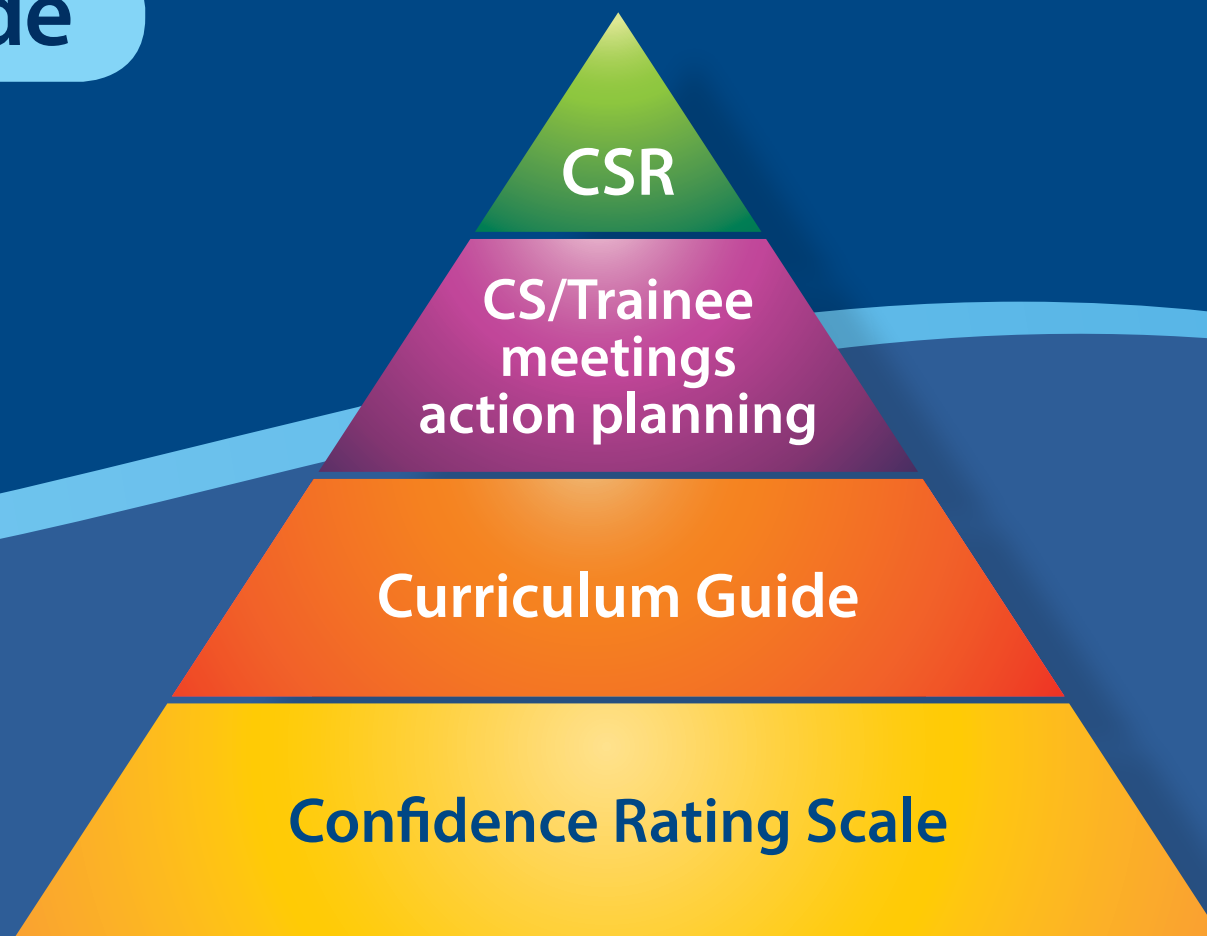 de
CSR
CS/Trainee
meetings
action planning
Curriculum Guide
Confidence Rating Scale